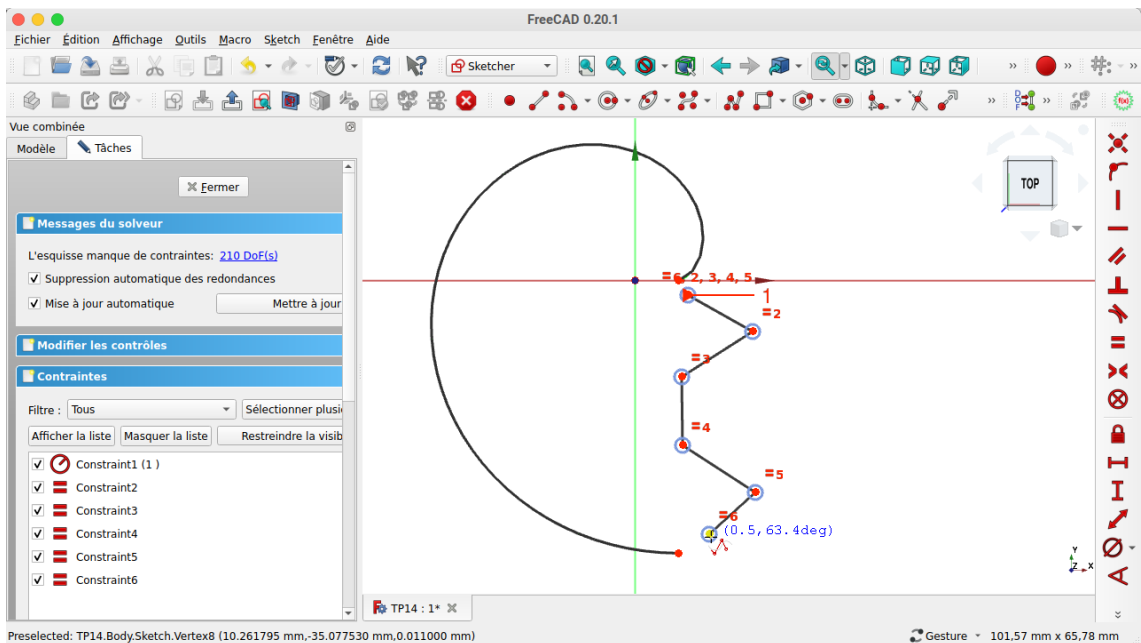 FreeCAD 0.20.1
Fichier Édition Affichage Outils Macro Sketch Fenêtre Aide
Sketcher
Vue combinée
Modèle Tâches
Fermer
Messages du solveur
L'esquisse manque de contraintes: 210 DoF(s)
Suppression automatique des redondances
Mise à jour automatique Mettre à jour
Modifier les contrôles
Contraintes
Filtre : Tous Sélectionner plusi
Afficher la liste Masquer la liste Restreindre la visib
Constraint1 (1 )
Constraint2
Constraint3
Constraint4
Constraint5
Constraint6
TOP
=6, 2, 3, 4, 5
1
=2
=3
=4
=5
=6
(0.5,63.4deg)
Y
Z X
TP14 : 1*
Preselected: TP14.Body.Sketch.Vertex8 (10.261795 mm,-35.077530 mm,0.011000 mm) Gesture 101,57 mm x 65,78 mm